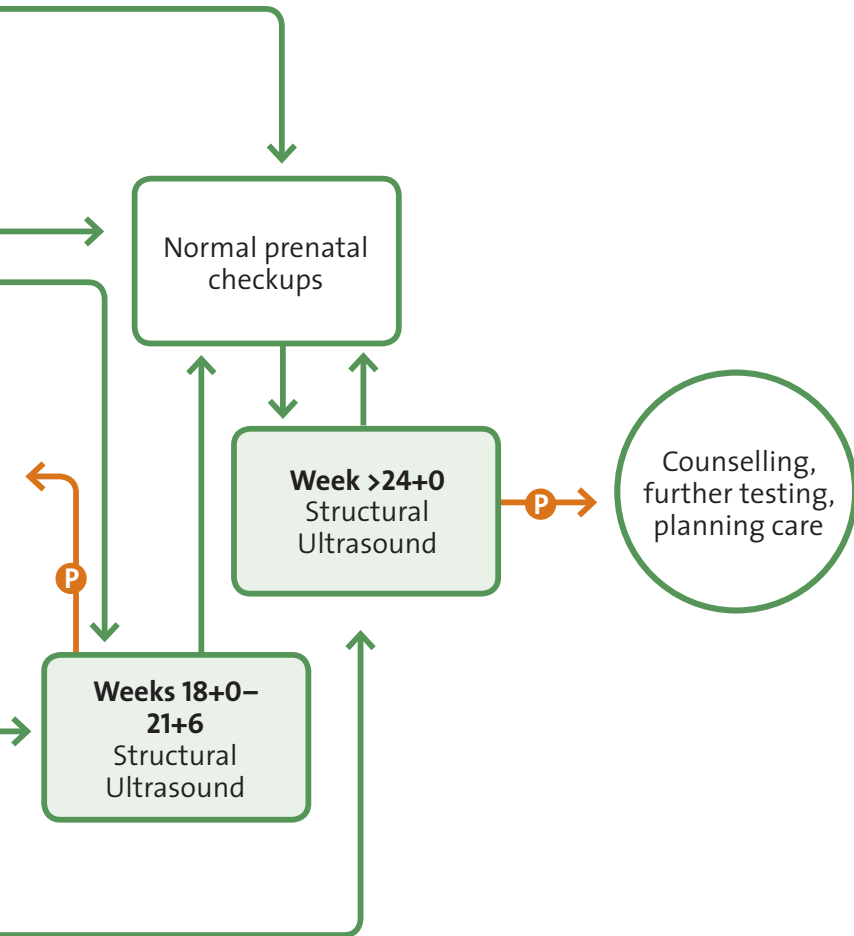 Normal prenatal
checkups
Week >24+0
Structural
Ultrasound
P
Counselling,
further testing,
planning care
P
Weeks 18+0–
21+6
Structural
Ultrasound